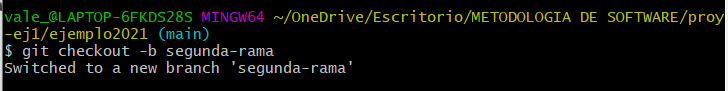 vale_@LAPTOP-6FKDS28S MINGW64 ~/OneDrive/Escritorio/METODOLOGIA DE SOFTWARE/proy
-ej1/ejemplo2021 (main)
$ git checkout -b segunda-rama
Switched to a new branch 'segunda-rama'